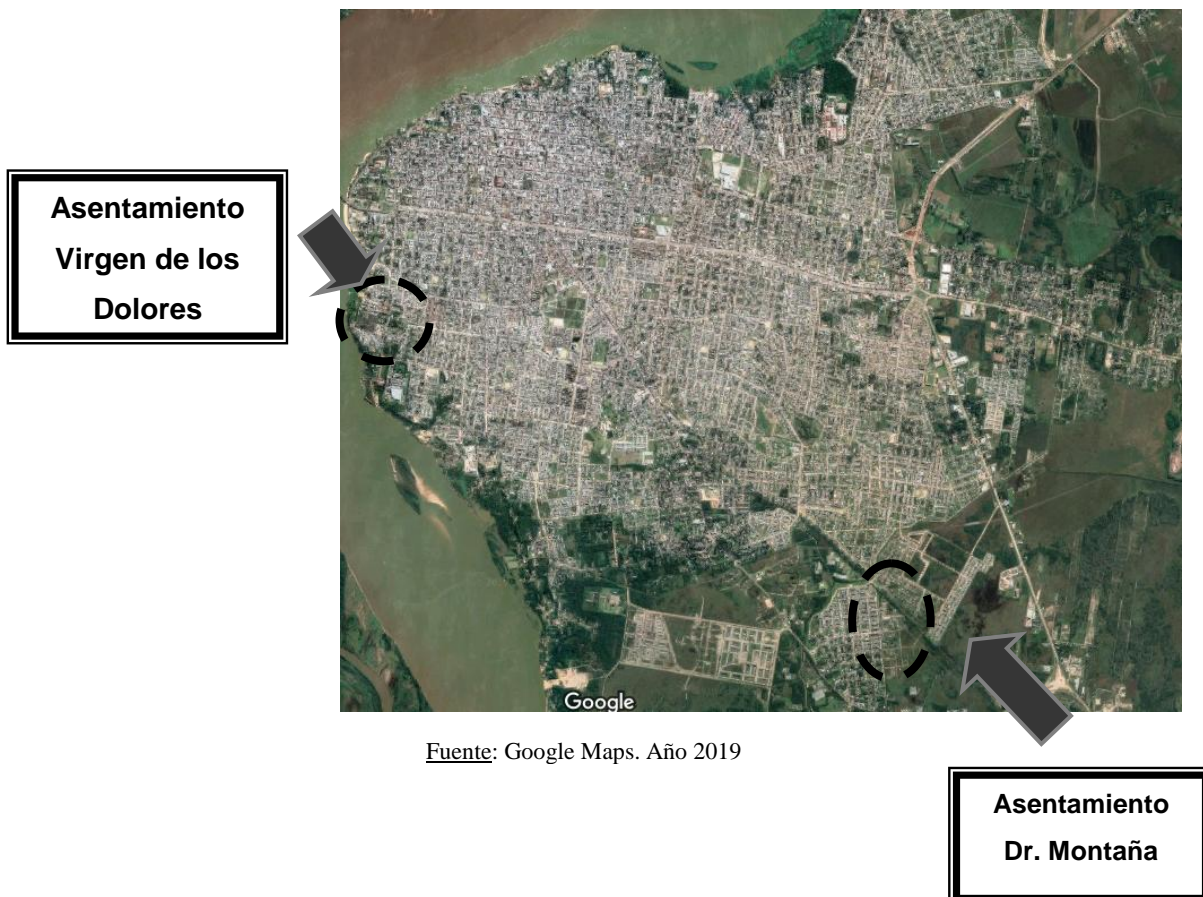 Asentamiento
Virgen de los
Dolores
Google
Fuente: Google Maps. Año 2019
Asentamiento
Dr. Montaña